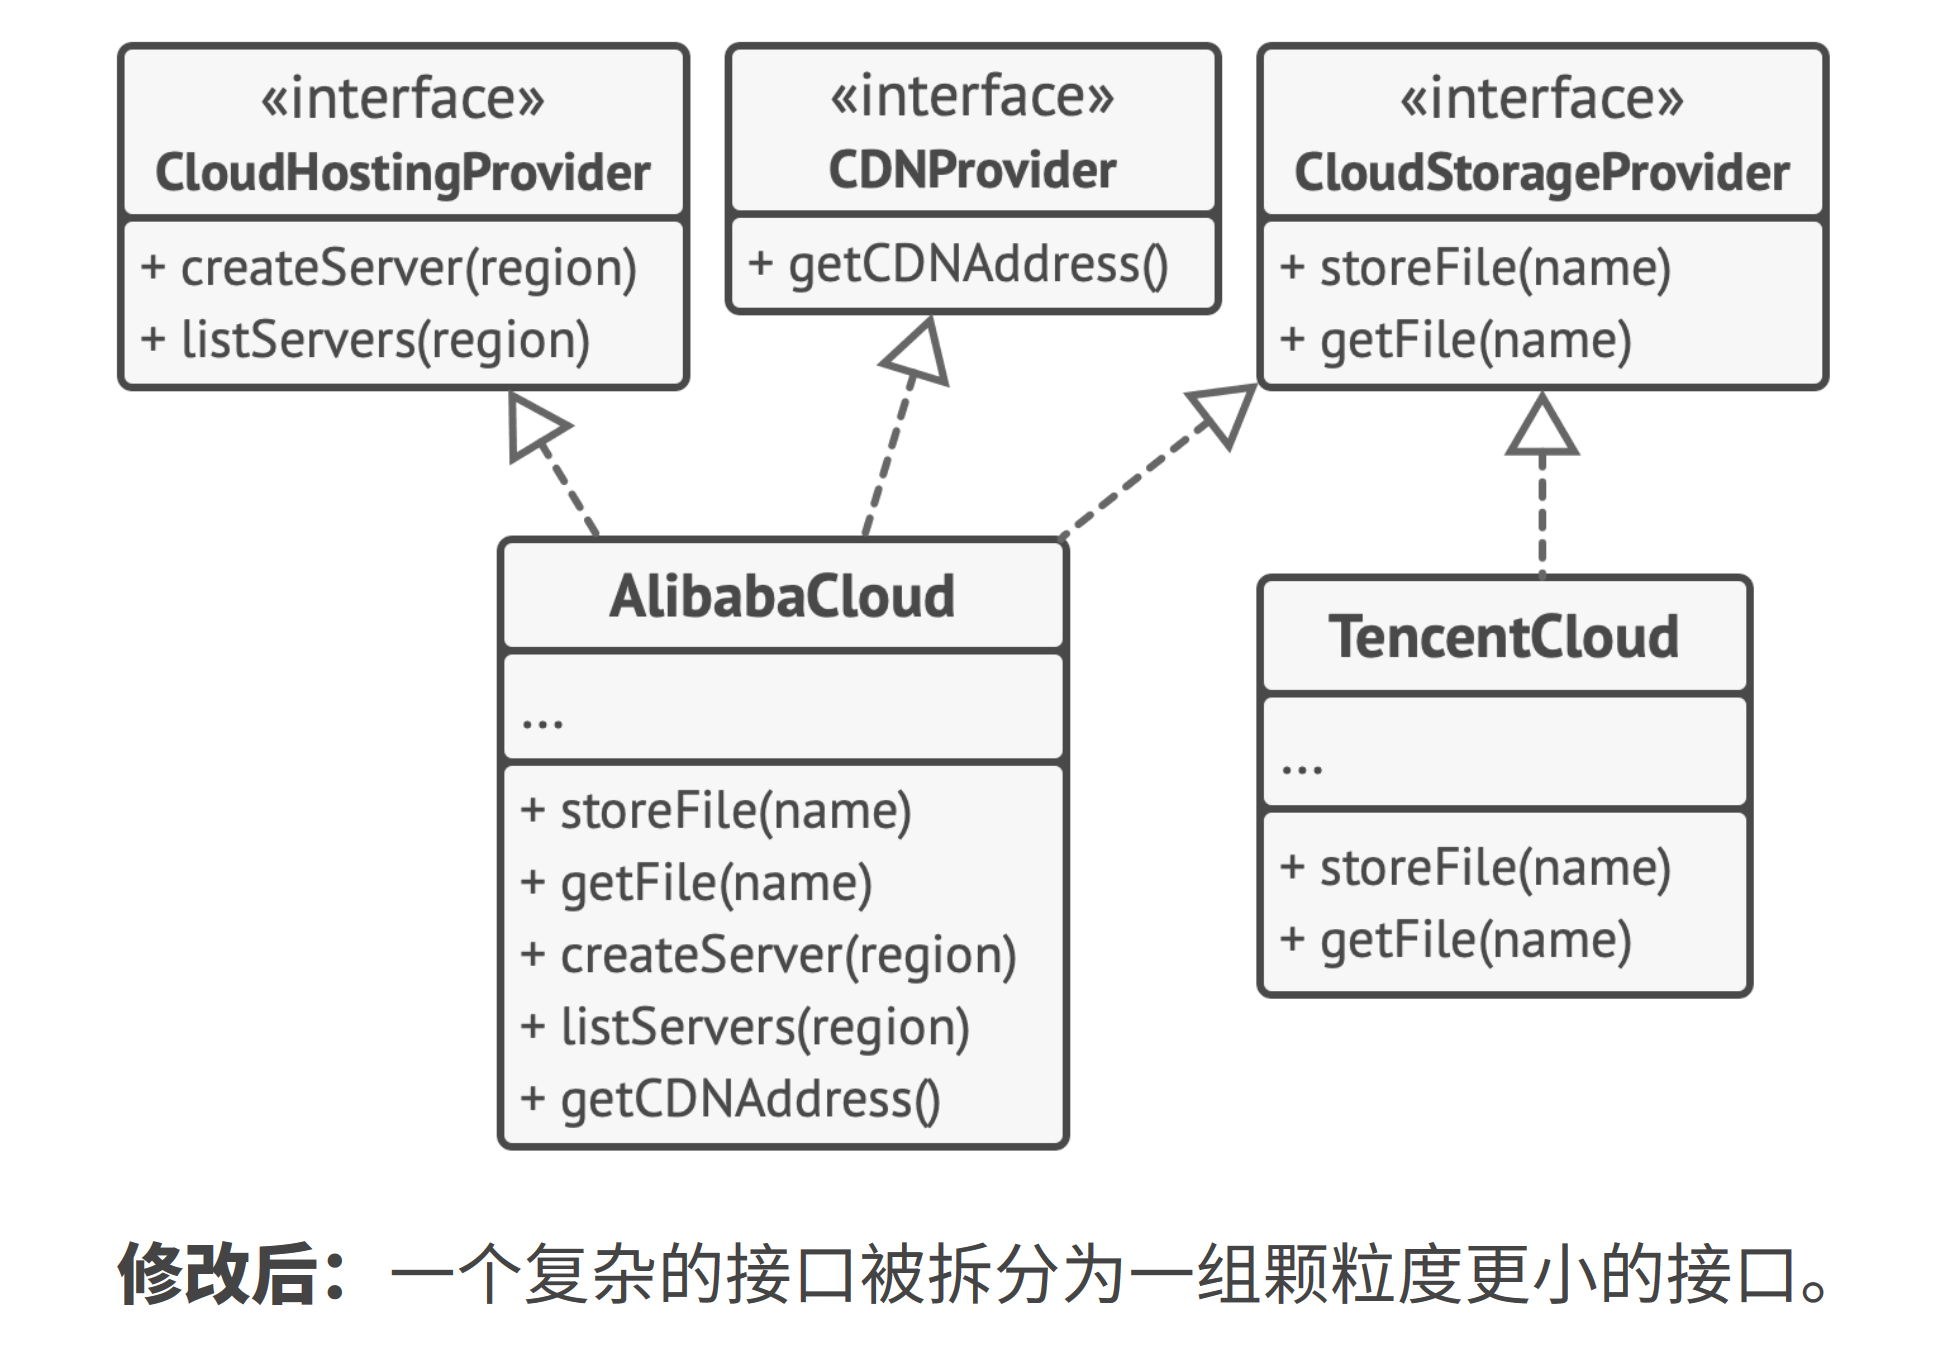 «interface»
CloudHostingProvider
+ createServer(region)
+ listServers(region)
«interface»
CDNProvider
+ getCDNAddress()
«interface»
CloudStorageProvider
+ storeFile(name)
+ getFile(name)
AlibabaCloud
...
+ storeFile(name)
+ getFile(name)
+ createServer(region)
+ listServers(region)
+ getCDNAddress()
TencentCloud
...
+ storeFile(name)
+ getFile(name)
修改后：一个复杂的接口被拆分为一组颗粒度更小的接口。